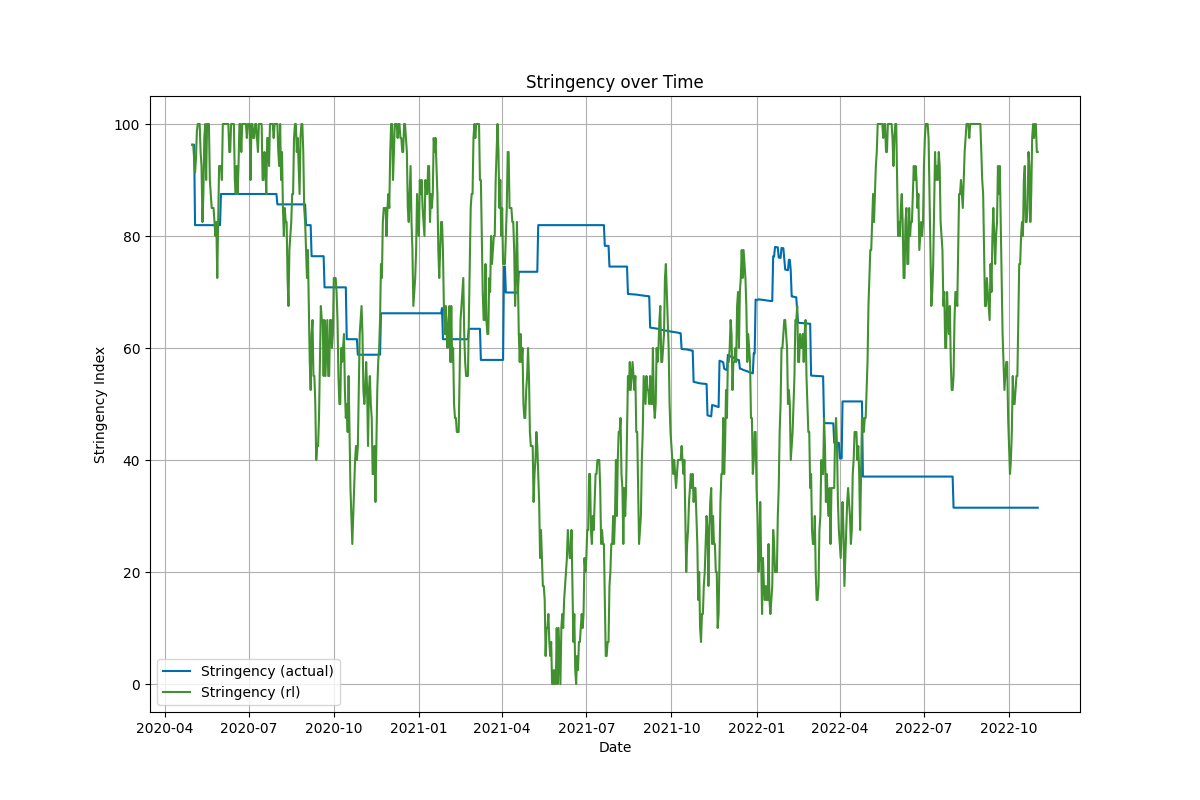 Stringency over Time
Stringency Index
100
80
60
40
20
0
Stringency (actual)
Stringency (rl)
2020-04 2020-07 2020-10 2021-01 2021-04 2021-07 2021-10 2022-01 2022-04 2022-07 2022-10
Date